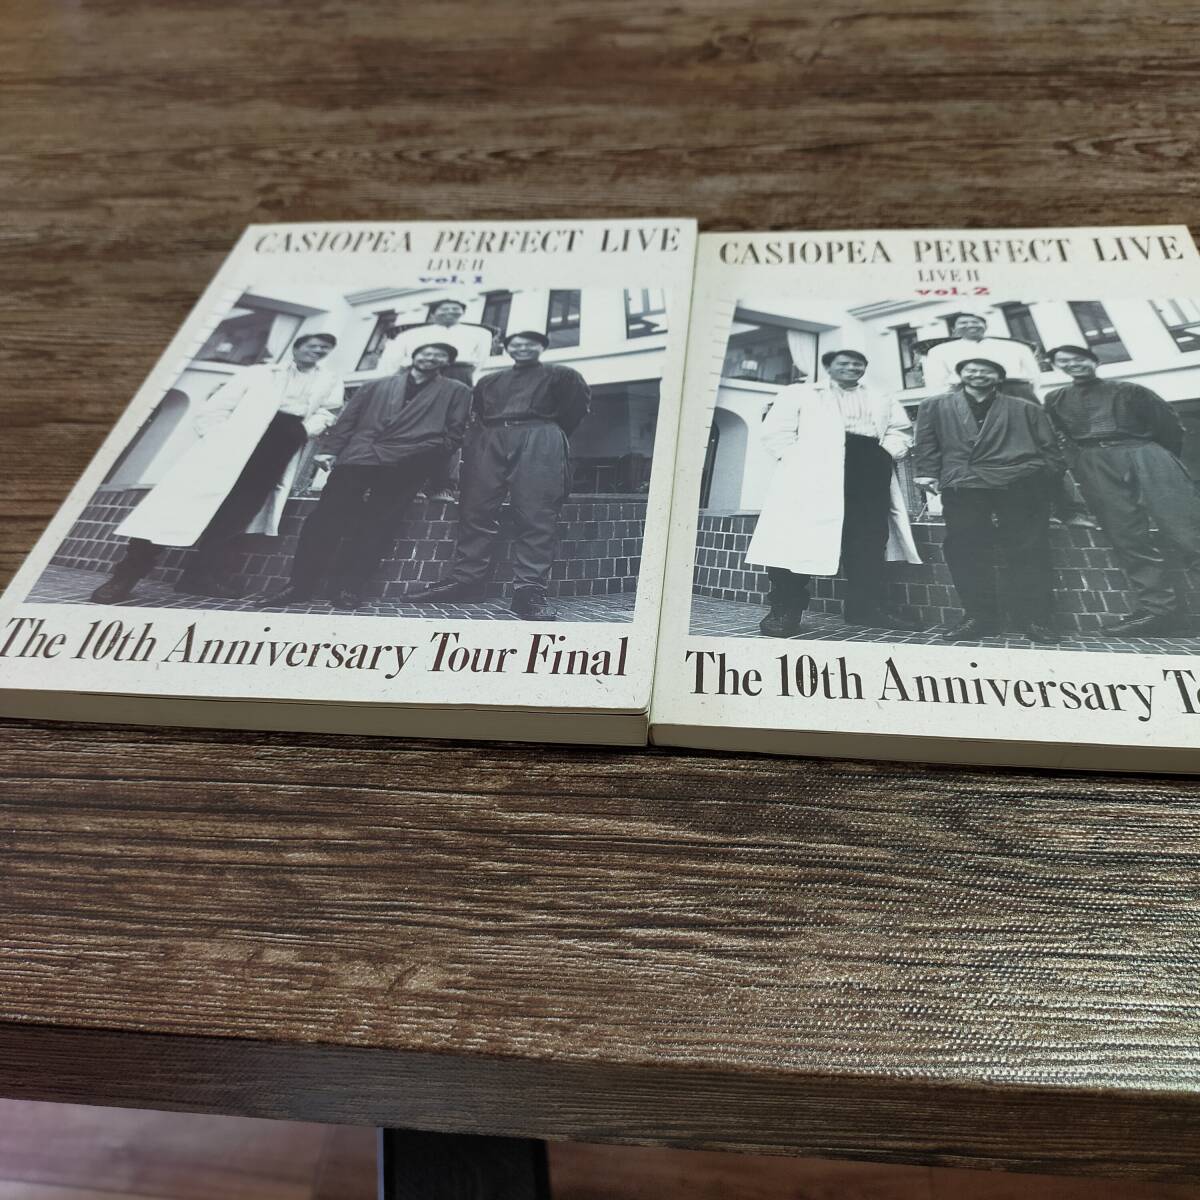 CASIOPEA PERFECT LIVE
LIVE II
vol. 1
The 10th Anniversary Tour Final
CASIOPEA PERFECT LIVE
LIVE II
vol. 2
The 10th Anniversary